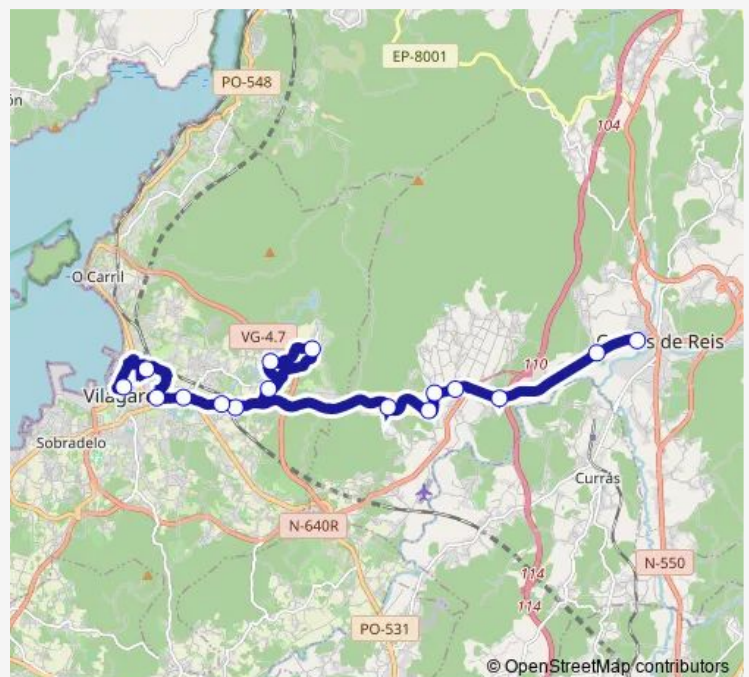 EP-8001
PO-548
ón
104
O Carril
VG-4.7
110
s de Reis
Vilagar
Sobradelo
Currás
N-640R
N-550
114
114
PO-531
© OpenStreetMap contributors